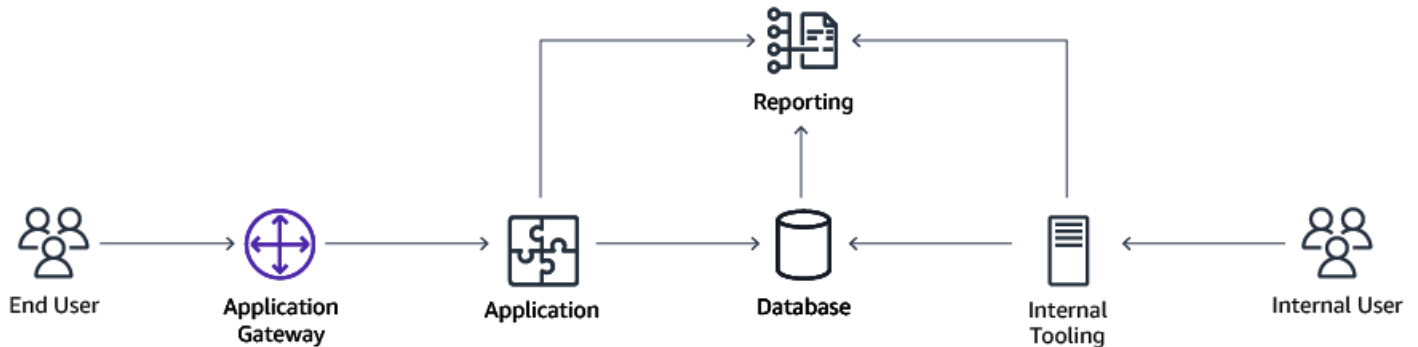 Reporting
End User
Application
Gateway
Application
Database
Internal
Tooling
Internal User